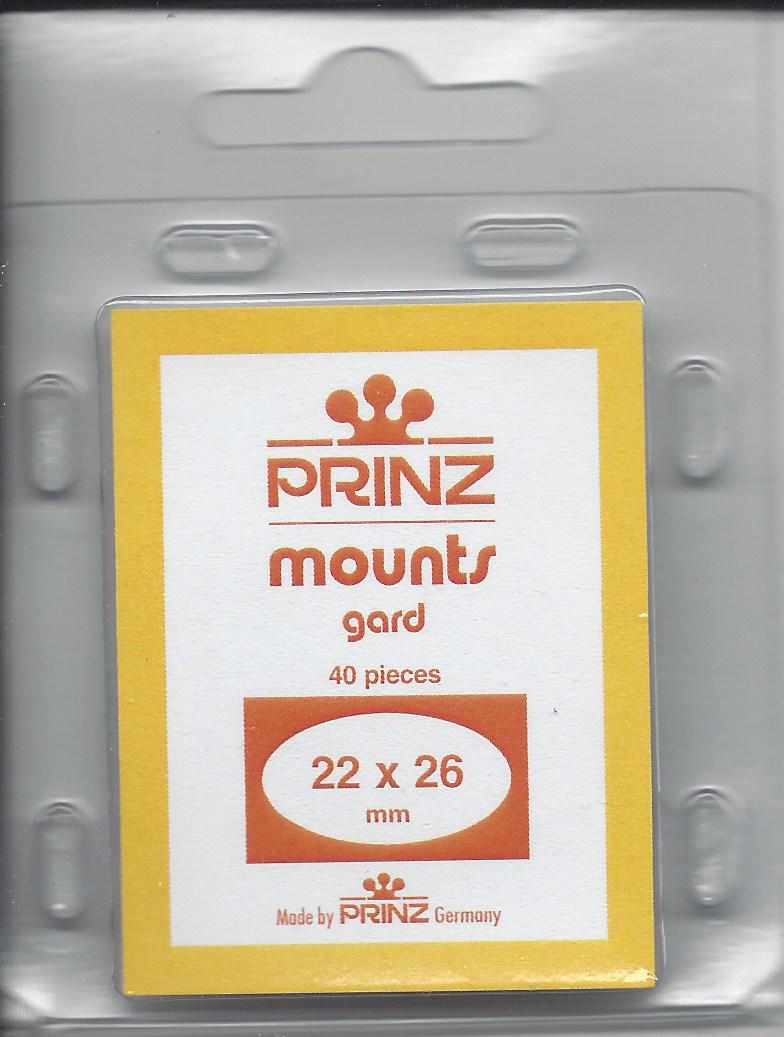 PRINZ
mounts
gard
40 pieces
22 x 26
mm
Made by PRINZ Germany